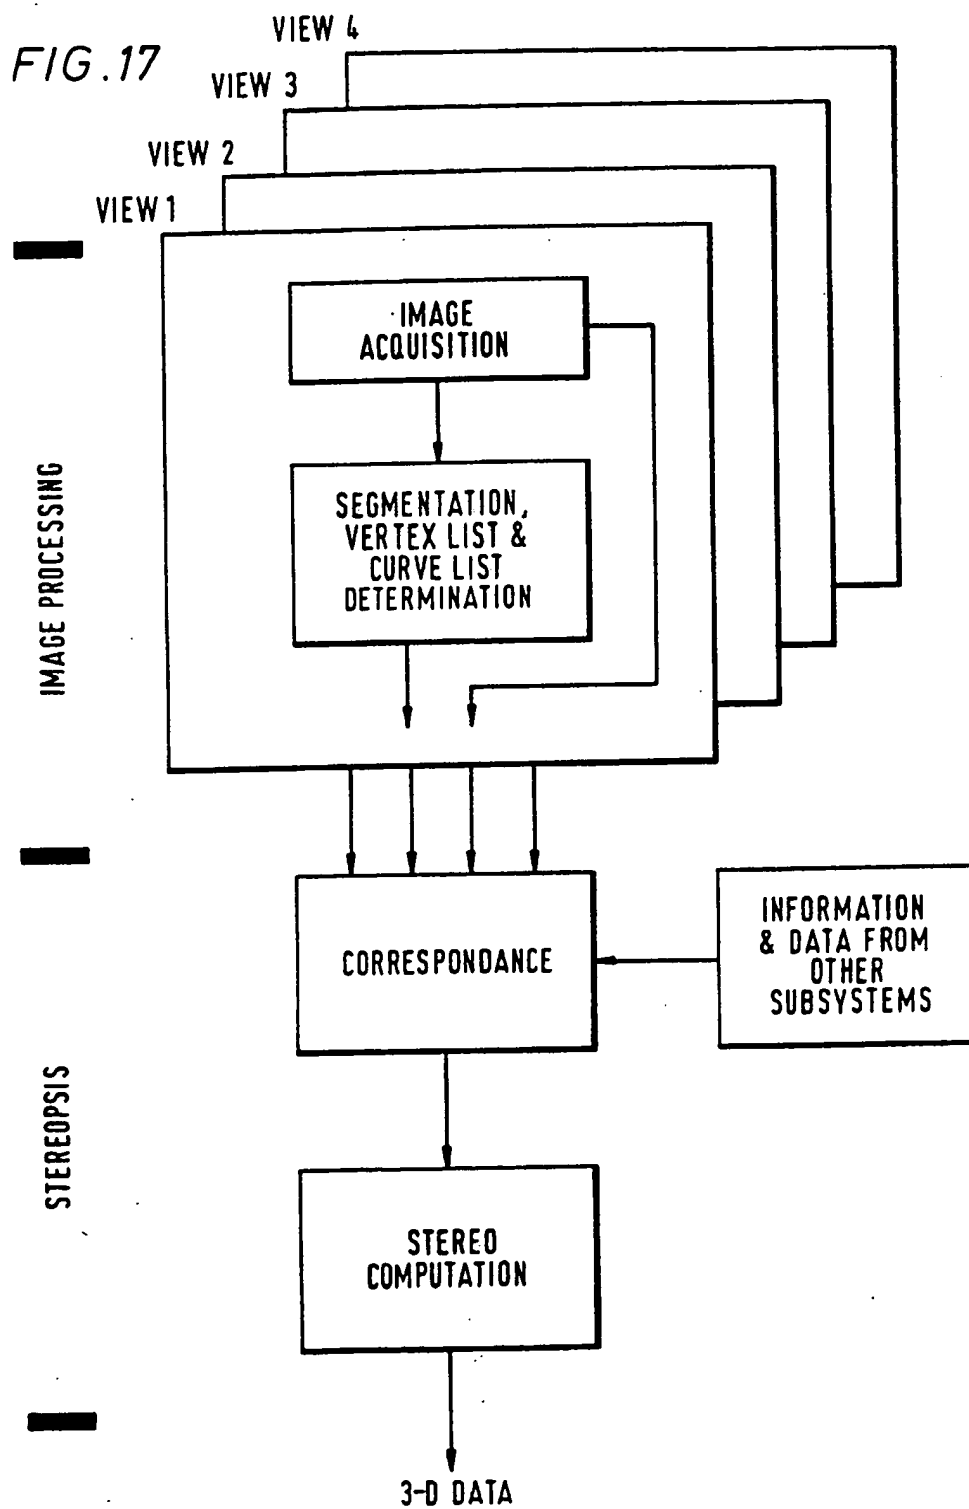 FIG.17
VIEW 4
VIEW 3
VIEW 2
VIEW 1
IMAGE PROCESSING
IMAGE
ACQUISITION
SEGMENTATION,
VERTEX LIST &
CURVE LIST
DETERMINATION
STEREOPSIS
CORRESPONDANCE
INFORMATION
& DATA FROM
OTHER
SUBSYSTEMS
STEREO
COMPUTATION
3-D DATA